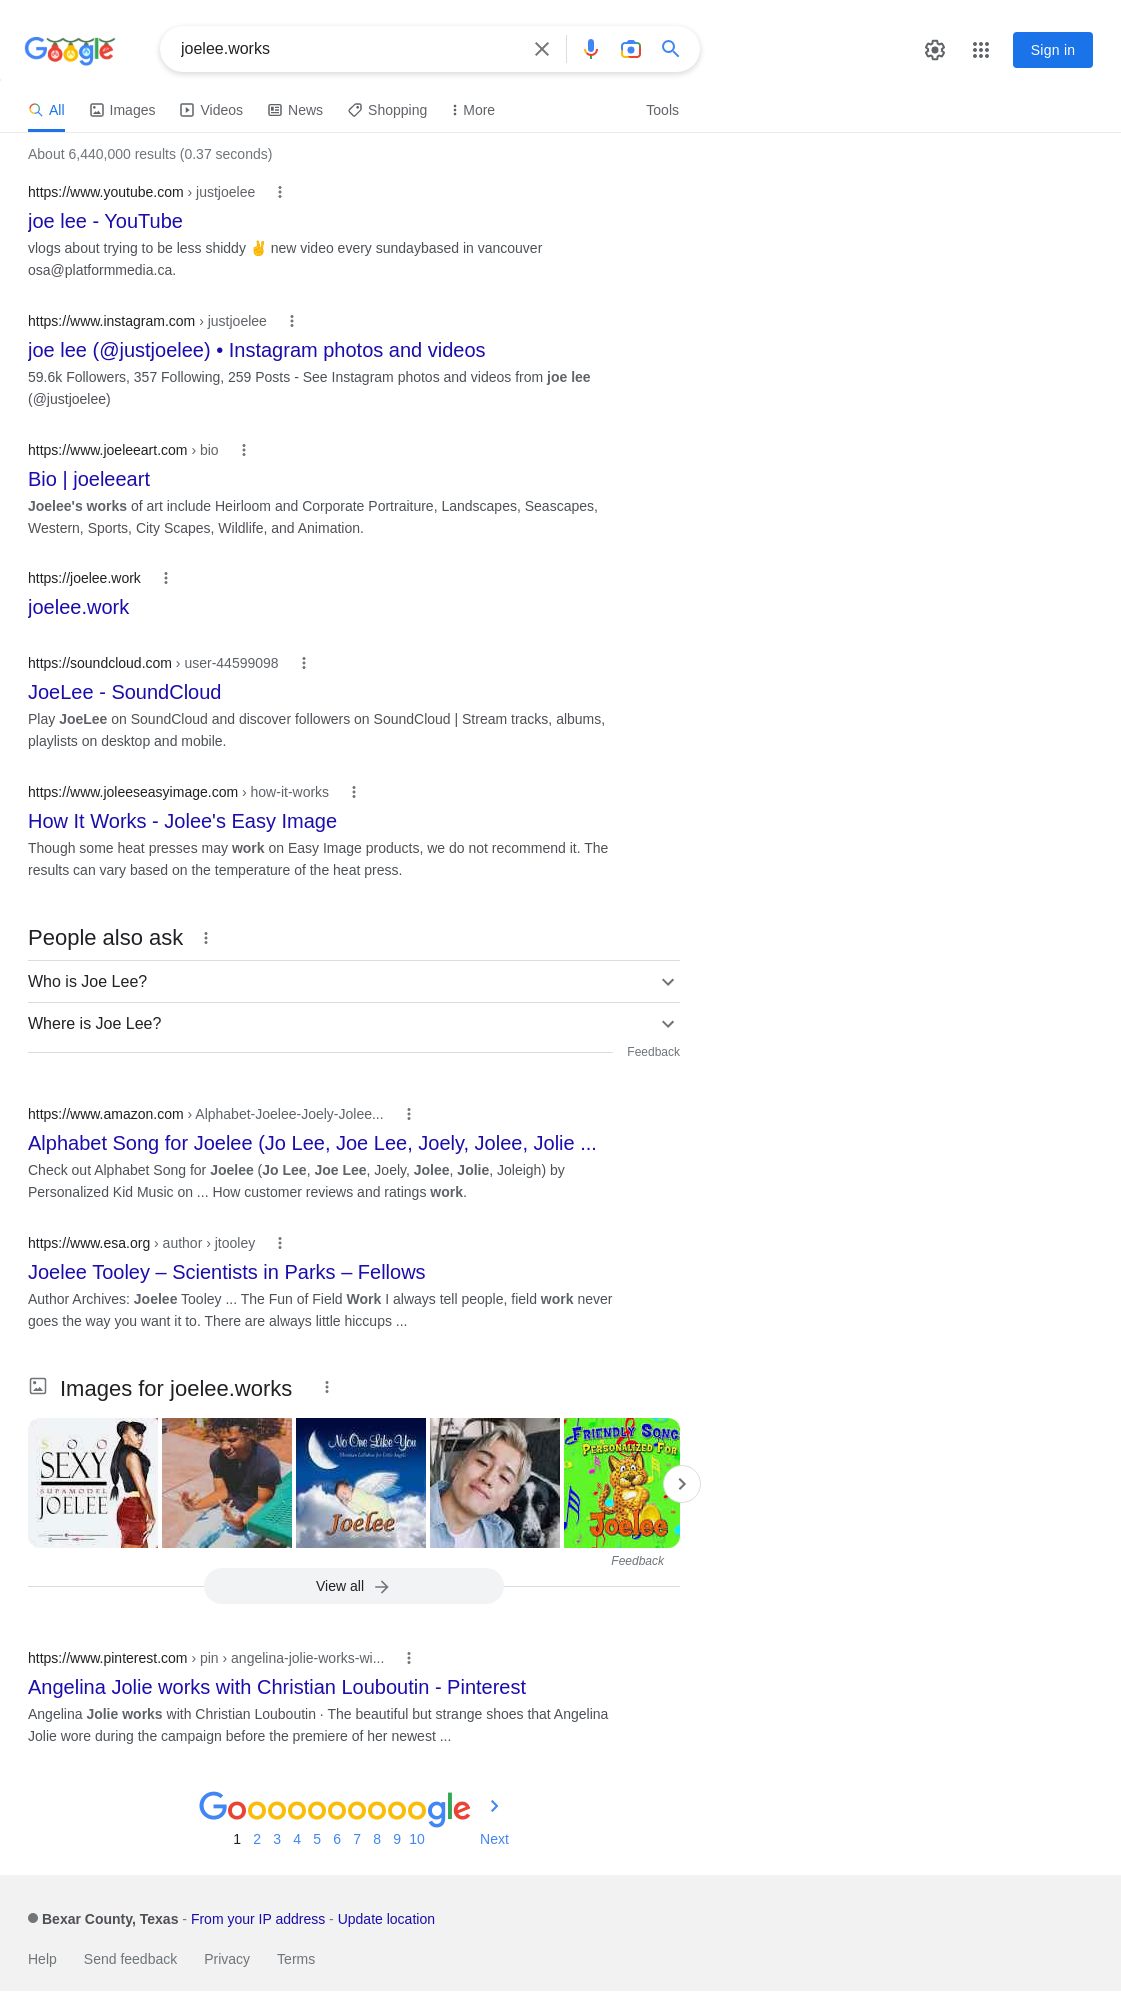 Google
joelee.works
Sign in
All Images Videos News Shopping More Tools
About 6,440,000 results (0.37 seconds)
https://www.youtube.com › justjoelee
joe lee - YouTube
vlogs about trying to be less shiddy ✌ new video every sundaybased in vancouver
osa@platformmedia.ca.
https://www.instagram.com › justjoelee
joe lee (@justjoelee) • Instagram photos and videos
59.6k Followers, 357 Following, 259 Posts - See Instagram photos and videos from joe lee
(@justjoelee)
https://www.joeleeart.com › bio
Bio | joeleeart
Joelee's works of art include Heirloom and Corporate Portraiture, Landscapes, Seascapes,
Western, Sports, City Scapes, Wildlife, and Animation.
https://joelee.work
joelee.work
https://soundcloud.com › user-44599098
JoeLee - SoundCloud
Play JoeLee on SoundCloud and discover followers on SoundCloud | Stream tracks, albums,
playlists on desktop and mobile.
https://www.joleeseasyimage.com › how-it-works
How It Works - Jolee's Easy Image
Though some heat presses may work on Easy Image products, we do not recommend it. The
results can vary based on the temperature of the heat press.
People also ask
Who is Joe Lee?
Where is Joe Lee?
Feedback
https://www.amazon.com › Alphabet-Joelee-Joely-Jolee...
Alphabet Song for Joelee (Jo Lee, Joe Lee, Joely, Jolee, Jolie ...
Check out Alphabet Song for Joelee (Jo Lee, Joe Lee, Joely, Jolee, Jolie, Joleigh) by
Personalized Kid Music on ... How customer reviews and ratings work.
https://www.esa.org › author › jtooley
Joelee Tooley – Scientists in Parks – Fellows
Author Archives: Joelee Tooley ... The Fun of Field Work I always tell people, field work never
goes the way you want it to. There are always little hiccups ...
Images for joelee.works
SOO
SEXY
SUPAMODEL
JOELEE
No One Like You
Christian Lullabies for Little Angels
Joelee
FRIENDLY SONG
PERSONALIZED FOR
Joelee
Feedback
View all
https://www.pinterest.com › pin › angelina-jolie-works-wi...
Angelina Jolie works with Christian Louboutin - Pinterest
Angelina Jolie works with Christian Louboutin · The beautiful but strange shoes that Angelina
Jolie wore during the campaign before the premiere of her newest ...
Goooooooooogle
1 2 3 4 5 6 7 8 9 10 Next
Bexar County, Texas - From your IP address - Update location
Help Send feedback Privacy Terms